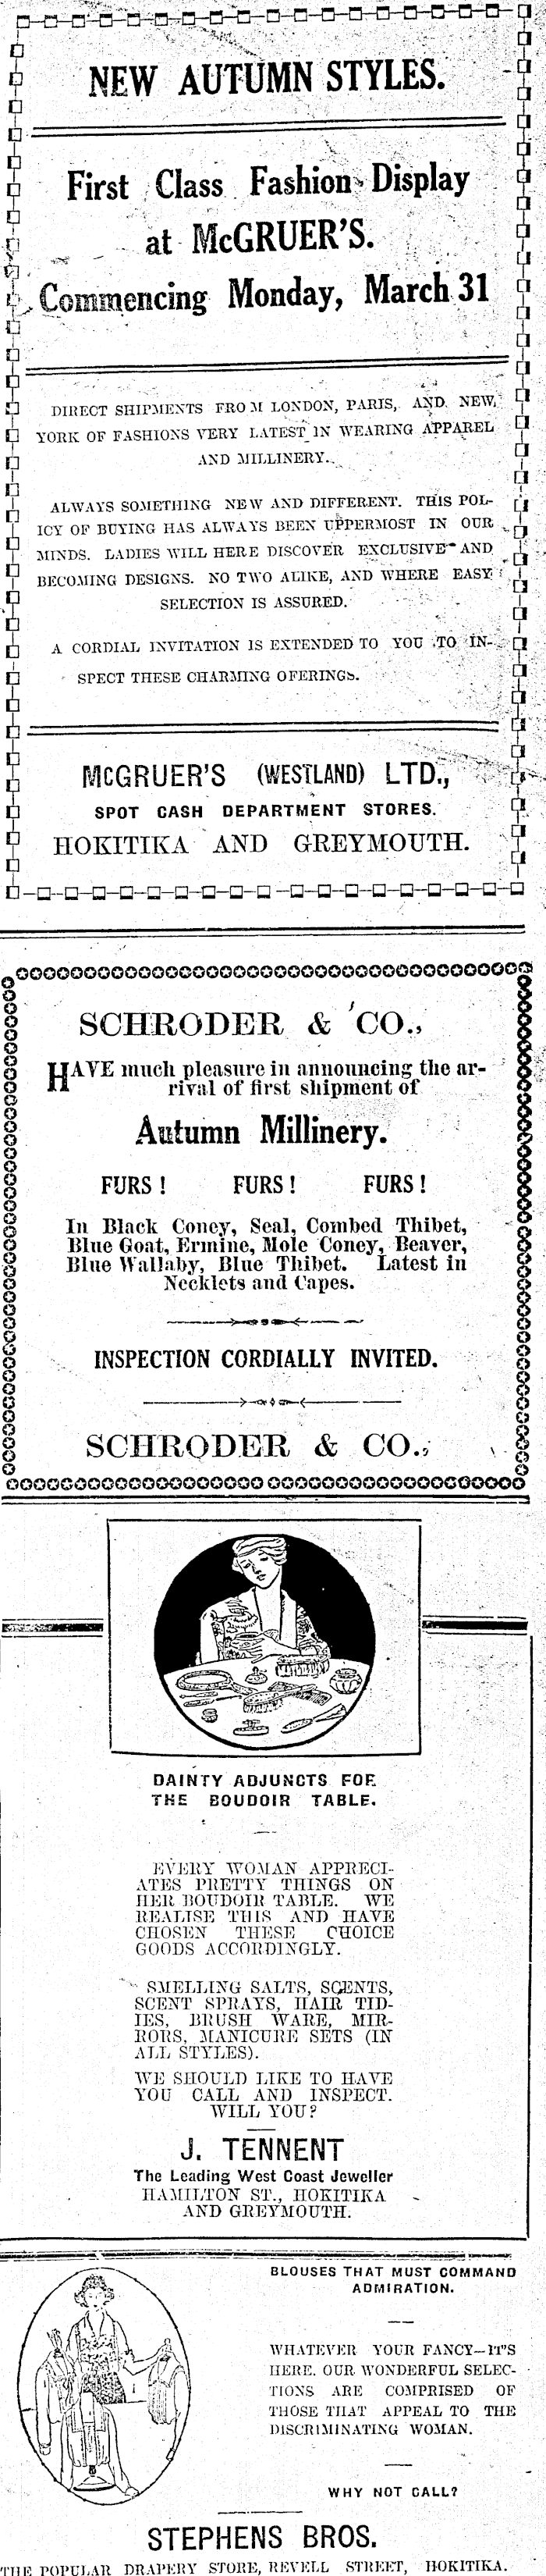 NEW AUTUMN STYLES.
First Class Fashion Display
at McGRUER'S.
Commencing Monday, March 31
DIRECT SHIPMENTS FROM LONDON, PARIS, AND NEW
YORK OF FASHIONS VERY LATEST IN WEARING APPAREL
AND MILLINERY.
ALWAYS SOMETHING NEW AND DIFFERENT. THIS POL-
ICY OF BUYING HAS ALWAYS BEEN UPPERMOST IN OUR
MINDS. LADIES WILL HERE DISCOVER EXCLUSIVE AND
BECOMING DESIGNS. NO TWO ALIKE, AND WHERE EASY
SELECTION IS ASSURED.
A CORDIAL INVITATION IS EXTENDED TO YOU TO IN-
SPECT THESE CHARMING OFERINGS.
McGRUER'S (WESTLAND) LTD.,
SPOT CASH DEPARTMENT STORES.
HOKITIKA AND GREYMOUTH.
SCHRODER & CO.,
HAVE much pleasure in announcing the ar-
rival of first shipment of
Autumn Millinery.
FURS! FURS! FURS!
In Black Coney, Seal, Combed Thibet,
Blue Goat, Ermine, Mole Coney, Beaver,
Blue Wallaby, Blue Thibet. Latest in
Necklets and Capes.
INSPECTION CORDIALLY INVITED.
SCHRODER & CO.,
DAINTY ADJUNCTS FOR
THE BOUDOIR TABLE.
EVERY WOMAN APPRECI-
ATES PRETTY THINGS ON
HER BOUDOIR TABLE. WE
REALISE THIS AND HAVE
CHOSEN THESE CHOICE
GOODS ACCORDINGLY.
SMELLING SALTS, SCENTS,
SCENT SPRAYS, HAIR TID-
IES, BRUSH WARE, MIR-
RORS, MANICURE SETS (IN
ALL STYLES).
WE SHOULD LIKE TO HAVE
YOU CALL AND INSPECT.
WILL YOU?
J. TENNENT
The Leading West Coast Jeweller
HAMILTON ST., HOKITIKA
AND GREYMOUTH.
BLOUSES THAT MUST COMMAND
ADMIRATION.
WHATEVER YOUR FANCY—IT'S
HERE. OUR WONDERFUL SELEC-
TIONS ARE COMPRISED OF
THOSE THAT APPEAL TO THE
DISCRIMINATING WOMAN.
WHY NOT CALL?
STEPHENS BROS.
THE POPULAR DRAPERY STORE, REVELL STREET, HOKITIKA.